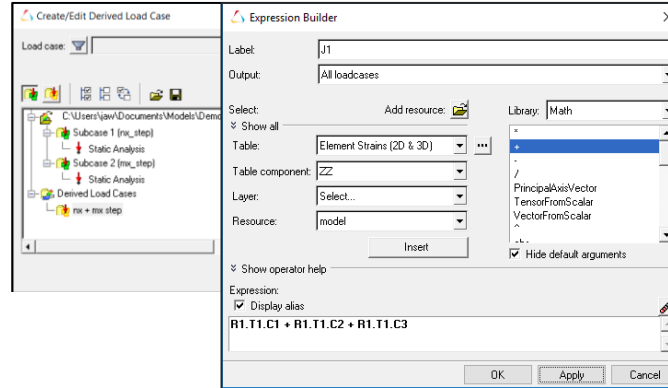 Create/Edit Derived Load Case
Load case:
C:\Users\jaw\Documents\Models\Demo
Subcase 1 (nx_step)
Static Analysis
Subcase 2 (mx_step)
Static Analysis
Derived Load Cases
nx + mx step
Expression Builder
Label: J1
Output: All loadcases
Select: Add resource: Library: Math
Show all
Table: Element Strains (2D & 3D) ...
Table component: ZZ
Layer: Select...
Resource: model
Insert
*
+
-
/
PrincipalAxisVector
TensorFromScalar
VectorFromScalar
^
Hide default arguments
Show operator help
Expression:
Display alias
R1.T1.C1 + R1.T1.C2 + R1.T1.C3
OK Apply Cancel